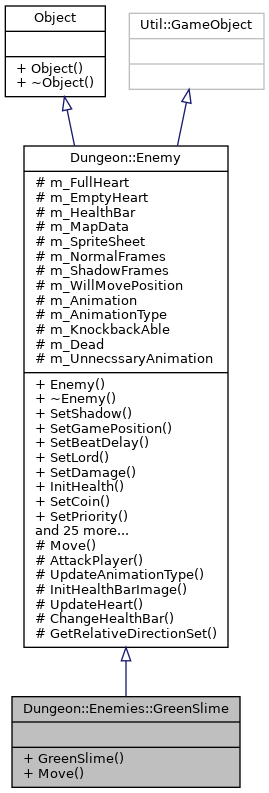 Object
+ Object()
+ ~Object()
Util::GameObject
Dungeon::Enemy
# m_FullHeart
# m_EmptyHeart
# m_HealthBar
# m_MapData
# m_SpriteSheet
# m_NormalFrames
# m_ShadowFrames
# m_WillMovePosition
# m_Animation
# m_AnimationType
# m_KnockbackAble
# m_Dead
# m_UnnecssaryAnimation
+ Enemy()
+ ~Enemy()
+ SetShadow()
+ SetGamePosition()
+ SetBeatDelay()
+ SetLord()
+ SetDamage()
+ InitHealth()
+ SetCoin()
+ SetPriority()
and 25 more...
# Move()
# AttackPlayer()
# UpdateAnimationType()
# InitHealthBarImage()
# UpdateHeart()
# ChangeHealthBar()
# GetRelativeDirectionSet()
Dungeon::Enemies::GreenSlime
+ GreenSlime()
+ Move()